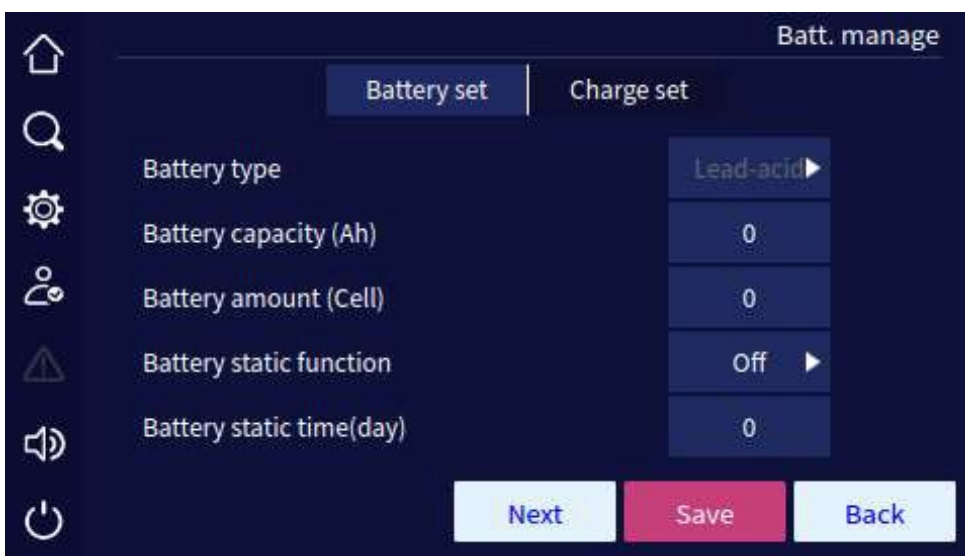 Batt. manage
Battery set
Charge set
Battery type
Lead-acid
Battery capacity (Ah)
0
Battery amount (Cell)
0
Battery static function
Off
Battery static time(day)
0
Next
Save
Back